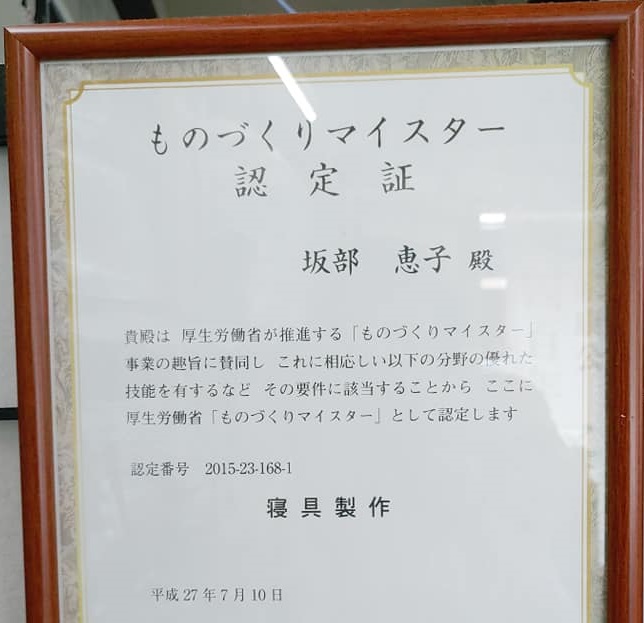 ものづくりマイスター
認定証
坂部 恵子 殿
貴殿は 厚生労働省が推進する「ものづくりマイスター」
事業の趣旨に賛同し これに相応しい以下の分野の優れた
技能を有するなど その要件に該当することから ここに
厚生労働省「ものづくりマイスター」として認定します
認定番号 2015-23-168-1
寝具製作
平成27年7月10日